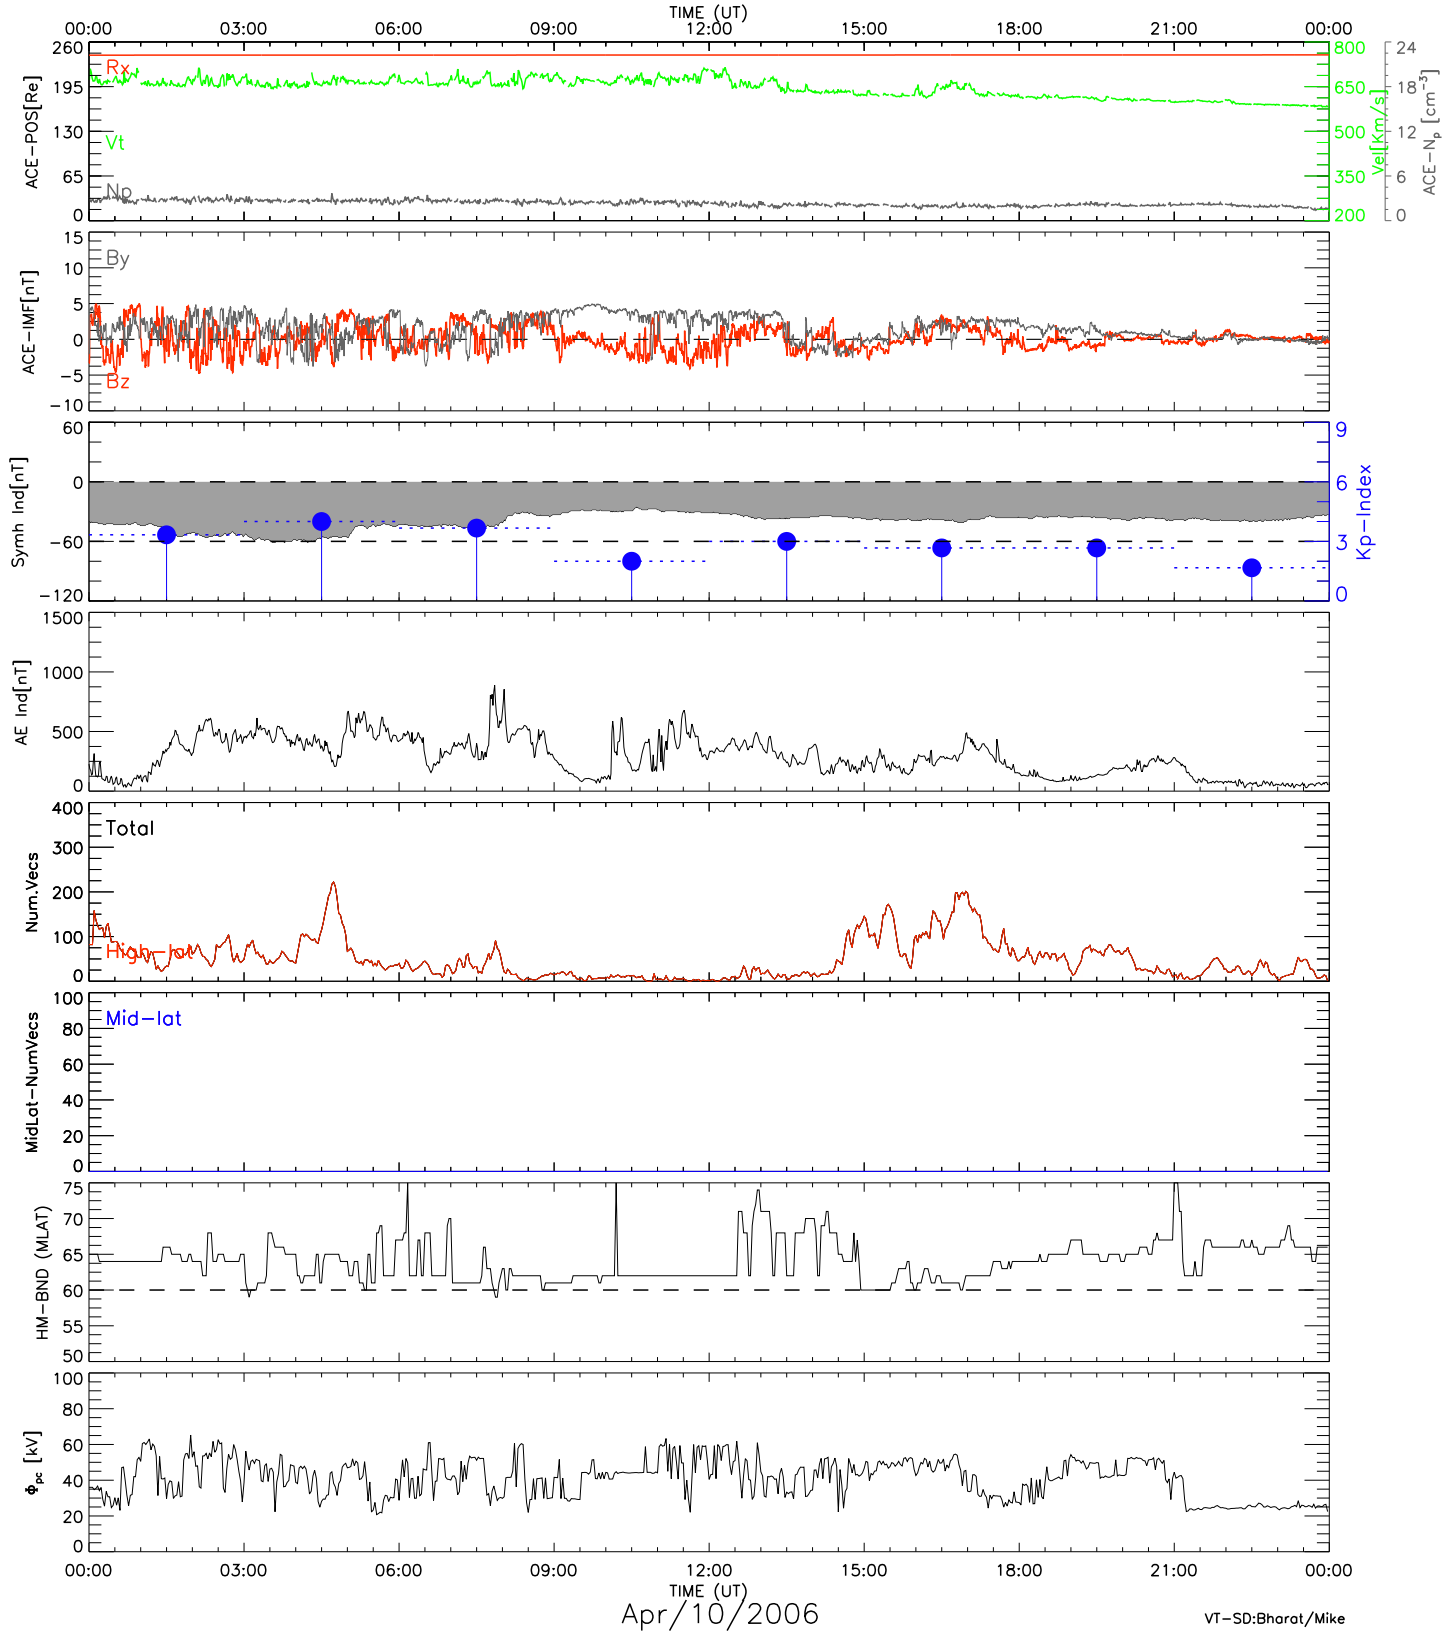 TIME (UT)
00:00 03:00 06:00 09:00 12:00 15:00 18:00 21:00 00:00
ACE-POS[Re]
260
195
130
65
0
Rx
Vt
Np
800
650
500
350
200
Vel[Km/s]
24
18
12
6
0
ACE-Np [cm-3]
ACE-IMF[nT]
15
10
5
0
-5
-10
By
Bz
Symh Ind[nT]
60
0
-60
-120
9
6
3
0
Kp-Index
AE Ind[nT]
1500
1000
500
0
Num.Vecs
400
300
200
100
0
Total
High-lat
MidLat-NumVecs
100
80
60
40
20
0
Mid-lat
HM-BND (MLAT)
75
70
65
60
55
50
Φpc [kV]
100
80
60
40
20
0
00:00 03:00 06:00 09:00 12:00 15:00 18:00 21:00 00:00
TIME (UT)
Apr/10/2006
VT-SD:Bharat/Mike